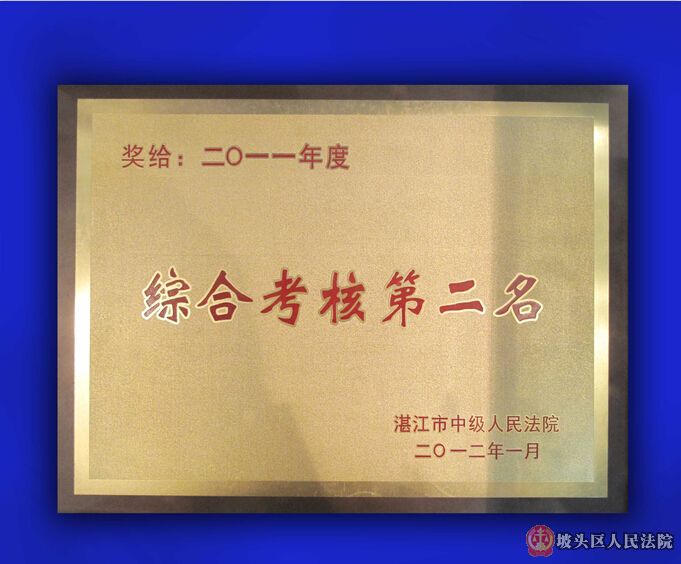 奖给：二〇一一年度
综合考核第二名
湛江市中级人民法院
二〇一二年一月
坡头区人民法院